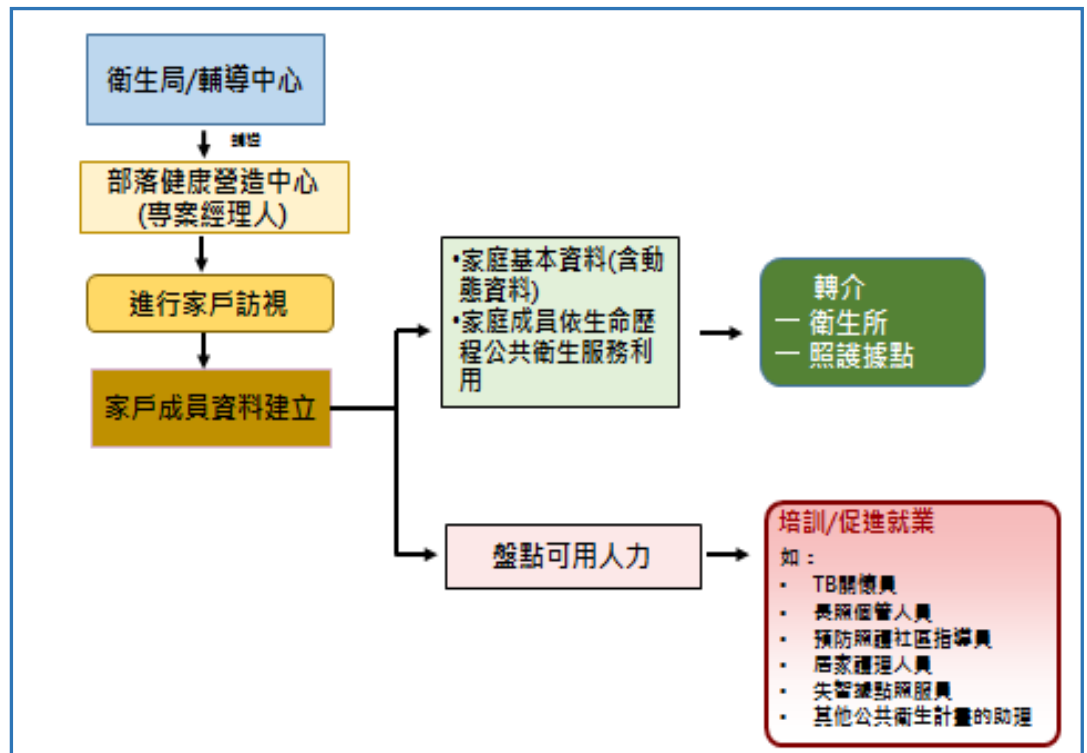 衛生局/輔導中心
輔導
部落健康營造中心
(專案經理人)
進行家戶訪視
家戶成員資料建立
•家庭基本資料(含動
態資料)
•家庭成員依生命歷
程公共衛生服務利
用
轉介
— 衛生所
— 照護據點
盤點可用人力
培訓/促進就業
如：
• TB關懷員
• 長照個管人員
• 預防照護社區指導員
• 居家護理人員
• 失智據點照服員
• 其他公共衛生計畫的助理